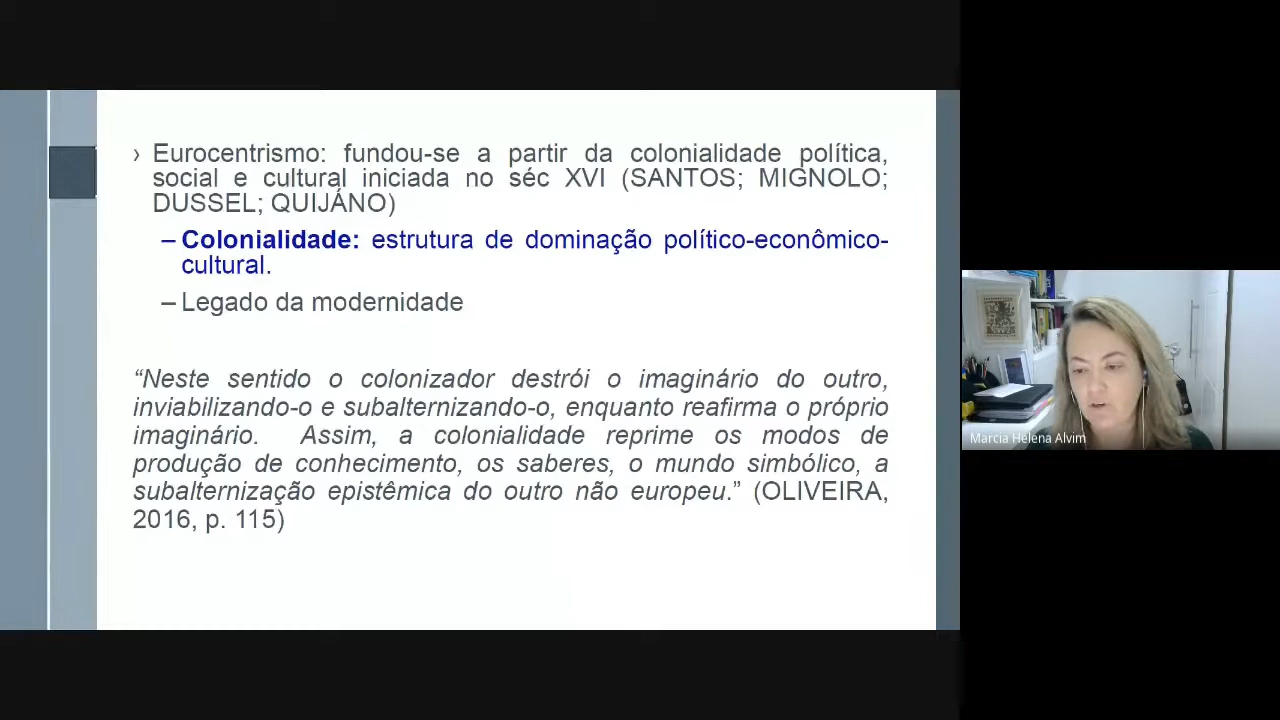 › Eurocentrismo: fundou-se a partir da colonialidade política,
social e cultural iniciada no séc XVI (SANTOS; MIGNOLO;
DUSSEL; QUIJÁNO)
– Colonialidade: estrutura de dominação político-econômico-
cultural.
– Legado da modernidade
“Neste sentido o colonizador destrói o imaginário do outro,
inviabilizando-o e subalternizando-o, enquanto reafirma o próprio
imaginário. Assim, a colonialidade reprime os modos de
produção de conhecimento, os saberes, o mundo simbólico, a
subalternização epistêmica do outro não europeu.” (OLIVEIRA,
2016, p. 115)
Marcia Helena Alvim